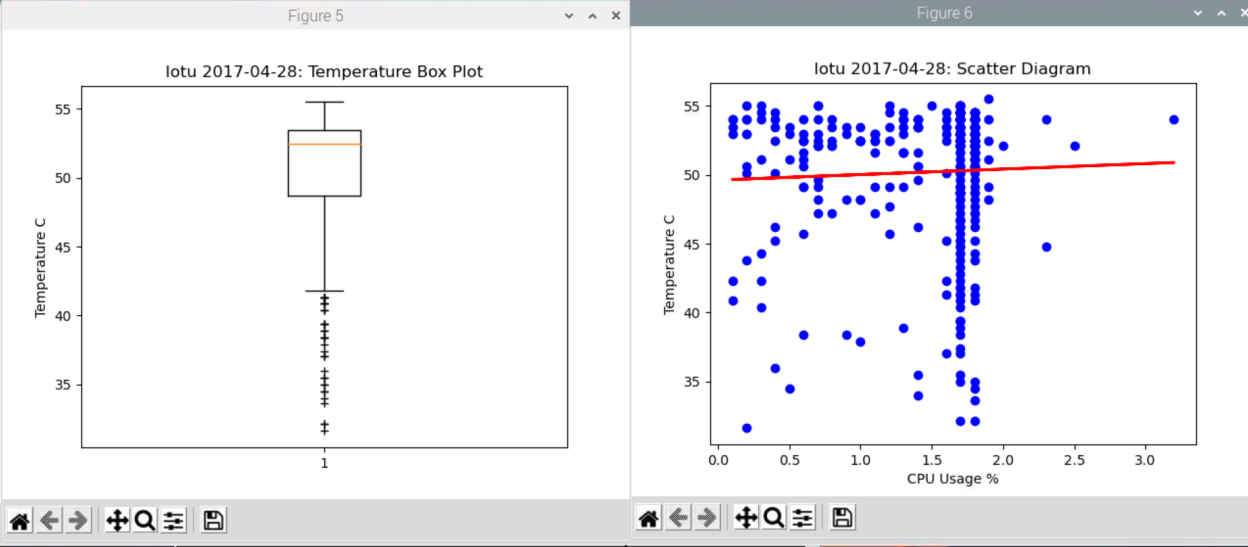 Figure 5
Iotu 2017-04-28: Temperature Box Plot
Temperature C
55
50
45
40
35
1
Figure 6
Iotu 2017-04-28: Scatter Diagram
Temperature C
55
50
45
40
35
0.0 0.5 1.0 1.5 2.0 2.5 3.0
CPU Usage %